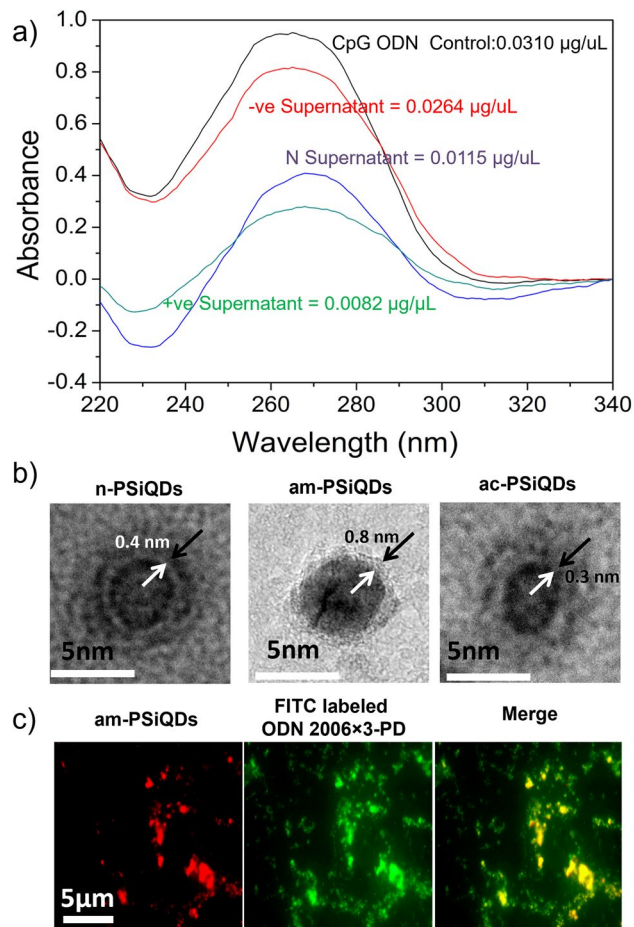 a)
CpG ODN Control:0.0310 µg/uL
-ve Supernatant = 0.0264 µg/uL
N Supernatant = 0.0115 µg/uL
+ve Supernatant = 0.0082 µg/µL
Absorbance
1.0
0.8
0.6
0.4
0.2
0.0
-0.2
-0.4
220 240 260 280 300 320 340
Wavelength (nm)
b)
n-PSiQDs am-PSiQDs ac-PSiQDs
0.4 nm 0.8 nm 0.3 nm
5nm 5nm 5nm
c)
am-PSiQDs
FITC labeled
ODN 2006×3-PD
Merge
5µm